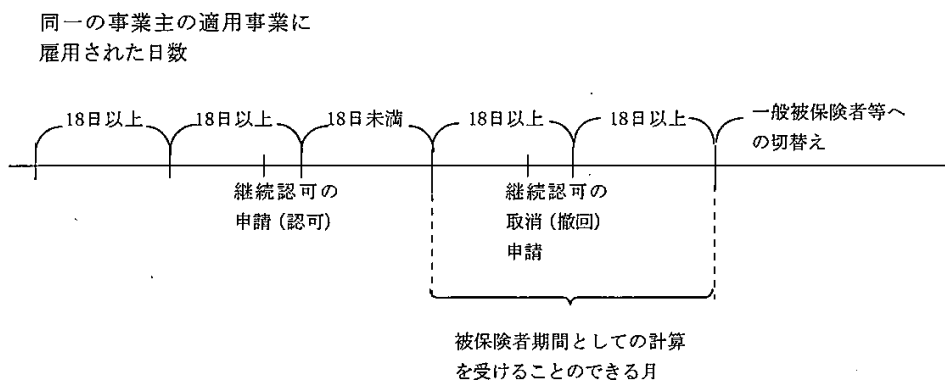 同一の事業主の適用事業に
雇用された日数
18日以上
18日以上
18日未満
18日以上
18日以上
一般被保険者等へ
の切替え
継続認可の
申請（認可）
継続認可の
取消（撤回）
申請
被保険者期間としての計算
を受けることのできる月